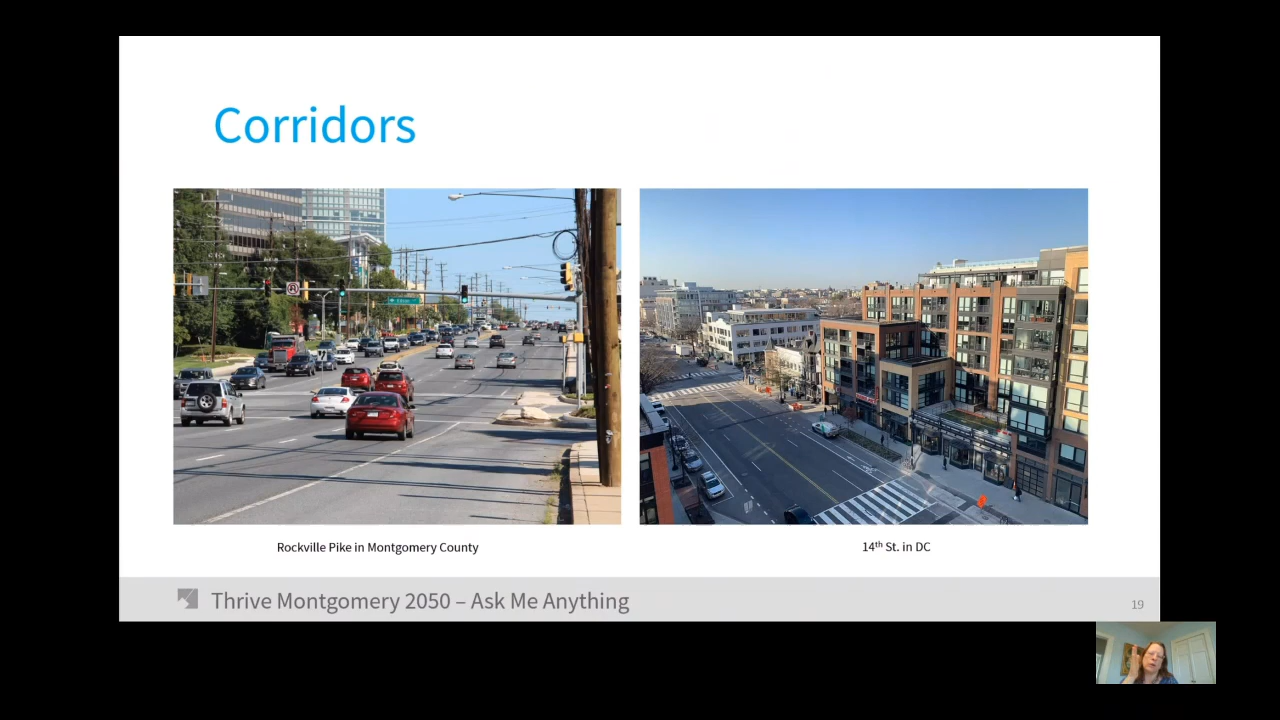 Corridors
Rockville Pike in Montgomery County
14th St. in DC
Thrive Montgomery 2050 – Ask Me Anything
19